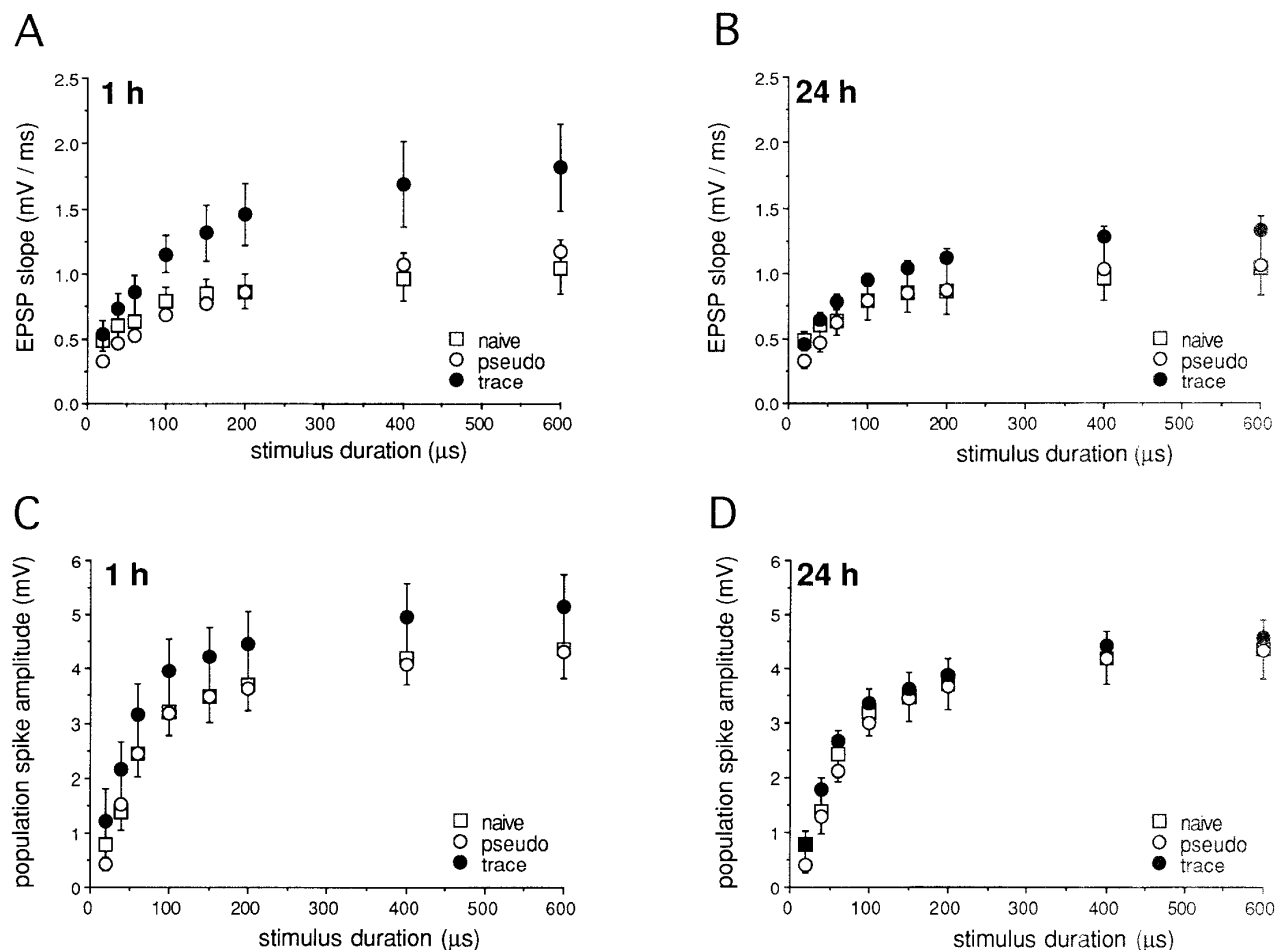 A
1 h
EPSP slope (mV / ms)
2.5
2.0
1.5
1.0
0.5
0.0
naive
pseudo
trace
0 100 200 300 400 500 600
stimulus duration (μs)
B
24 h
EPSP slope (mV / ms)
2.5
2.0
1.5
1.0
0.5
0.0
naive
pseudo
trace
0 100 200 300 400 500 600
stimulus duration (μs)
C
1 h
population spike amplitude (mV)
6
5
4
3
2
1
0
naive
pseudo
trace
0 100 200 300 400 500 600
stimulus duration (μs)
D
24 h
population spike amplitude (mV)
6
5
4
3
2
1
0
naive
pseudo
trace
0 100 200 300 400 500 600
stimulus duration (μs)